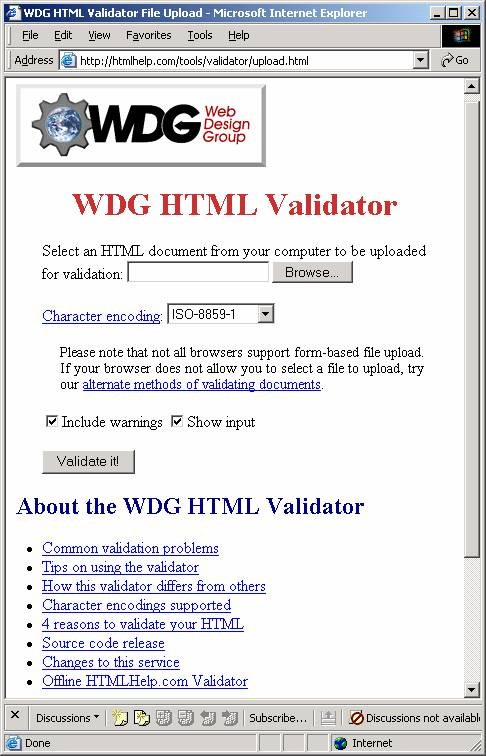 WDG HTML Validator File Upload - Microsoft Internet Explorer
File Edit View Favorites Tools Help
Address http://htmlhelp.com/tools/validator/upload.html Go
WDG Web Design Group
WDG HTML Validator
Select an HTML document from your computer to be uploaded
for validation: Browse...
Character encoding: ISO-8859-1
Please note that not all browsers support form-based file upload.
If your browser does not allow you to select a file to upload, try
our alternate methods of validating documents.
Include warnings Show input
Validate it!
About the WDG HTML Validator
Common validation problems
Tips on using the validator
How this validator differs from others
Character encodings supported
4 reasons to validate your HTML
Source code release
Changes to this service
Offline HTMLHelp.com Validator
Discussions Subscribe... Discussions not available
Done Internet